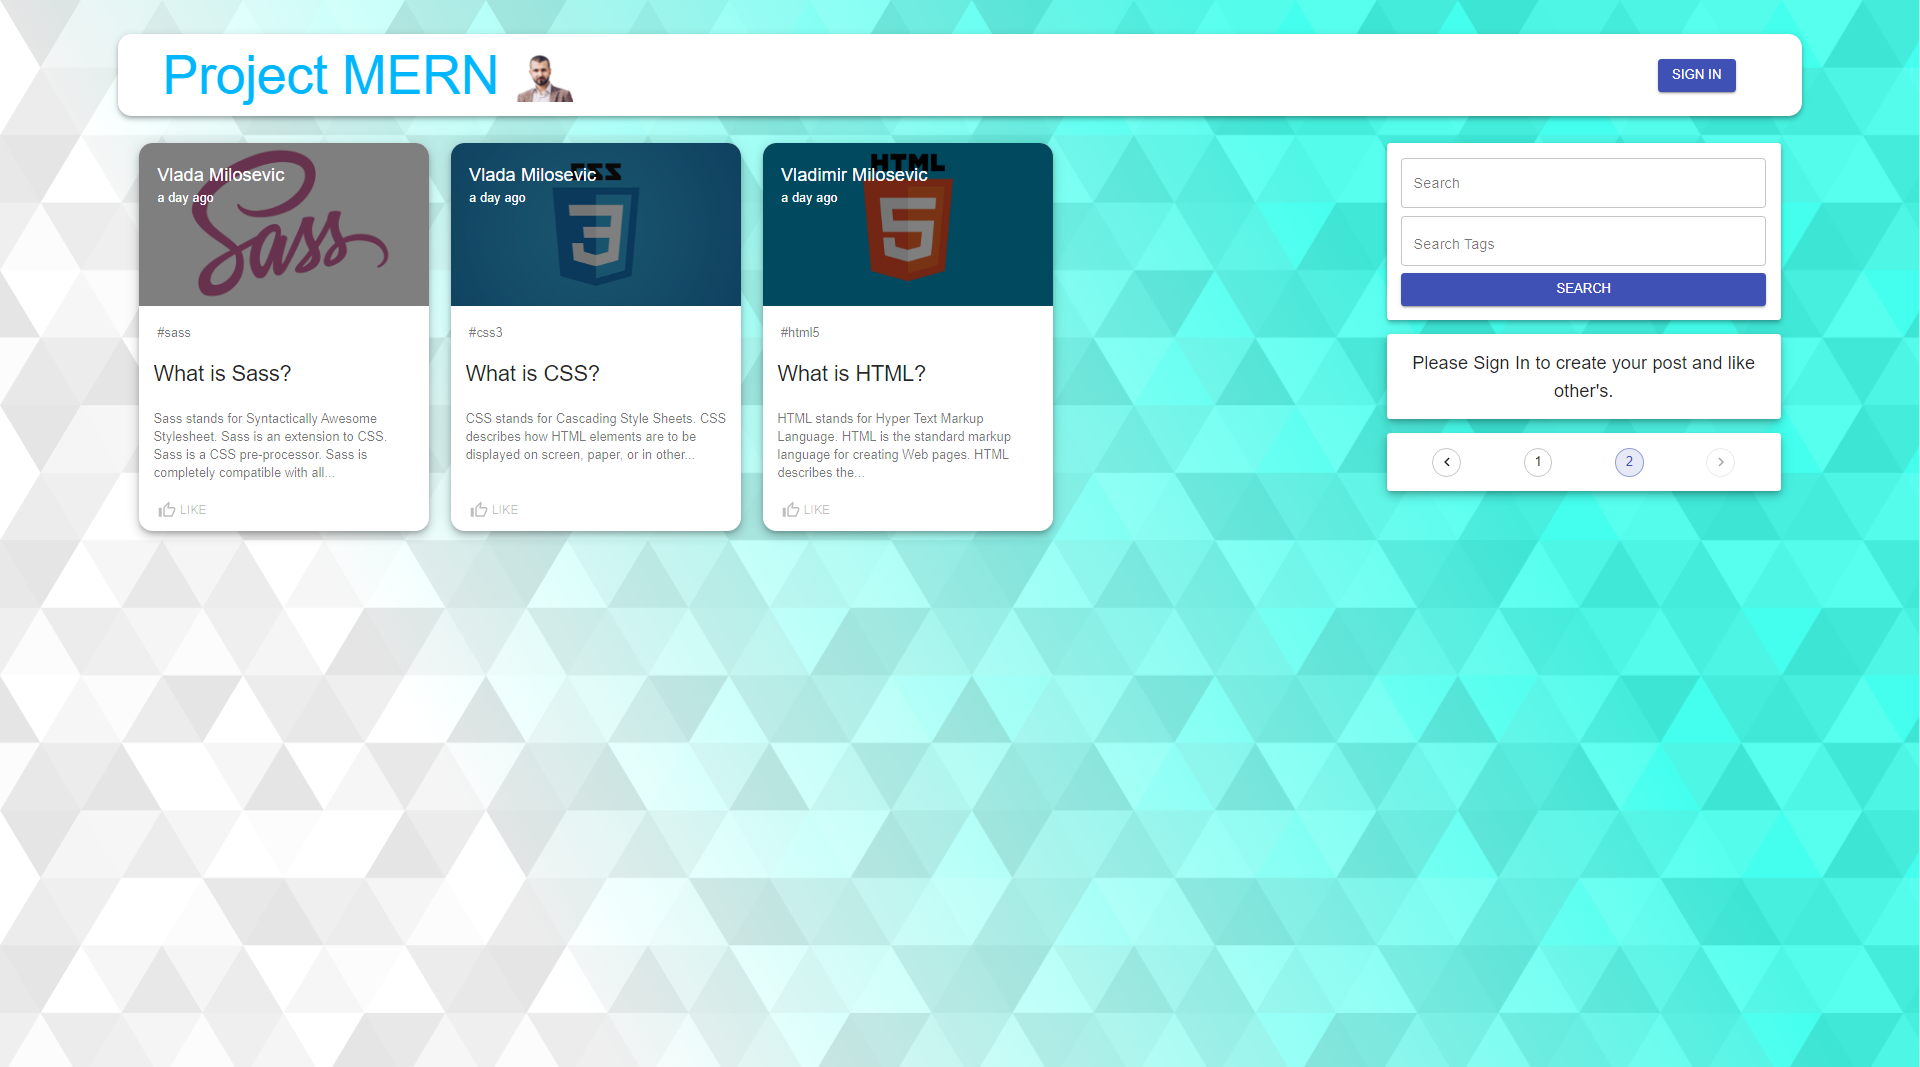 Project MERN
SIGN IN
Sass
Vlada Milosevic
a day ago
#sass
What is Sass?
Sass stands for Syntactically Awesome
Stylesheet. Sass is an extension to CSS.
Sass is a CSS pre-processor. Sass is
completely compatible with all...
LIKE
CSS
3
Vlada Milosevic
a day ago
#css3
What is CSS?
CSS stands for Cascading Style Sheets. CSS
describes how HTML elements are to be
displayed on screen, paper, or in other...
LIKE
HTML
5
Vladimir Milosevic
a day ago
#html5
What is HTML?
HTML stands for Hyper Text Markup
Language. HTML is the standard markup
language for creating Web pages. HTML
describes the...
LIKE
Search
Search Tags
SEARCH
Please Sign In to create your post and like
other's.
1 2